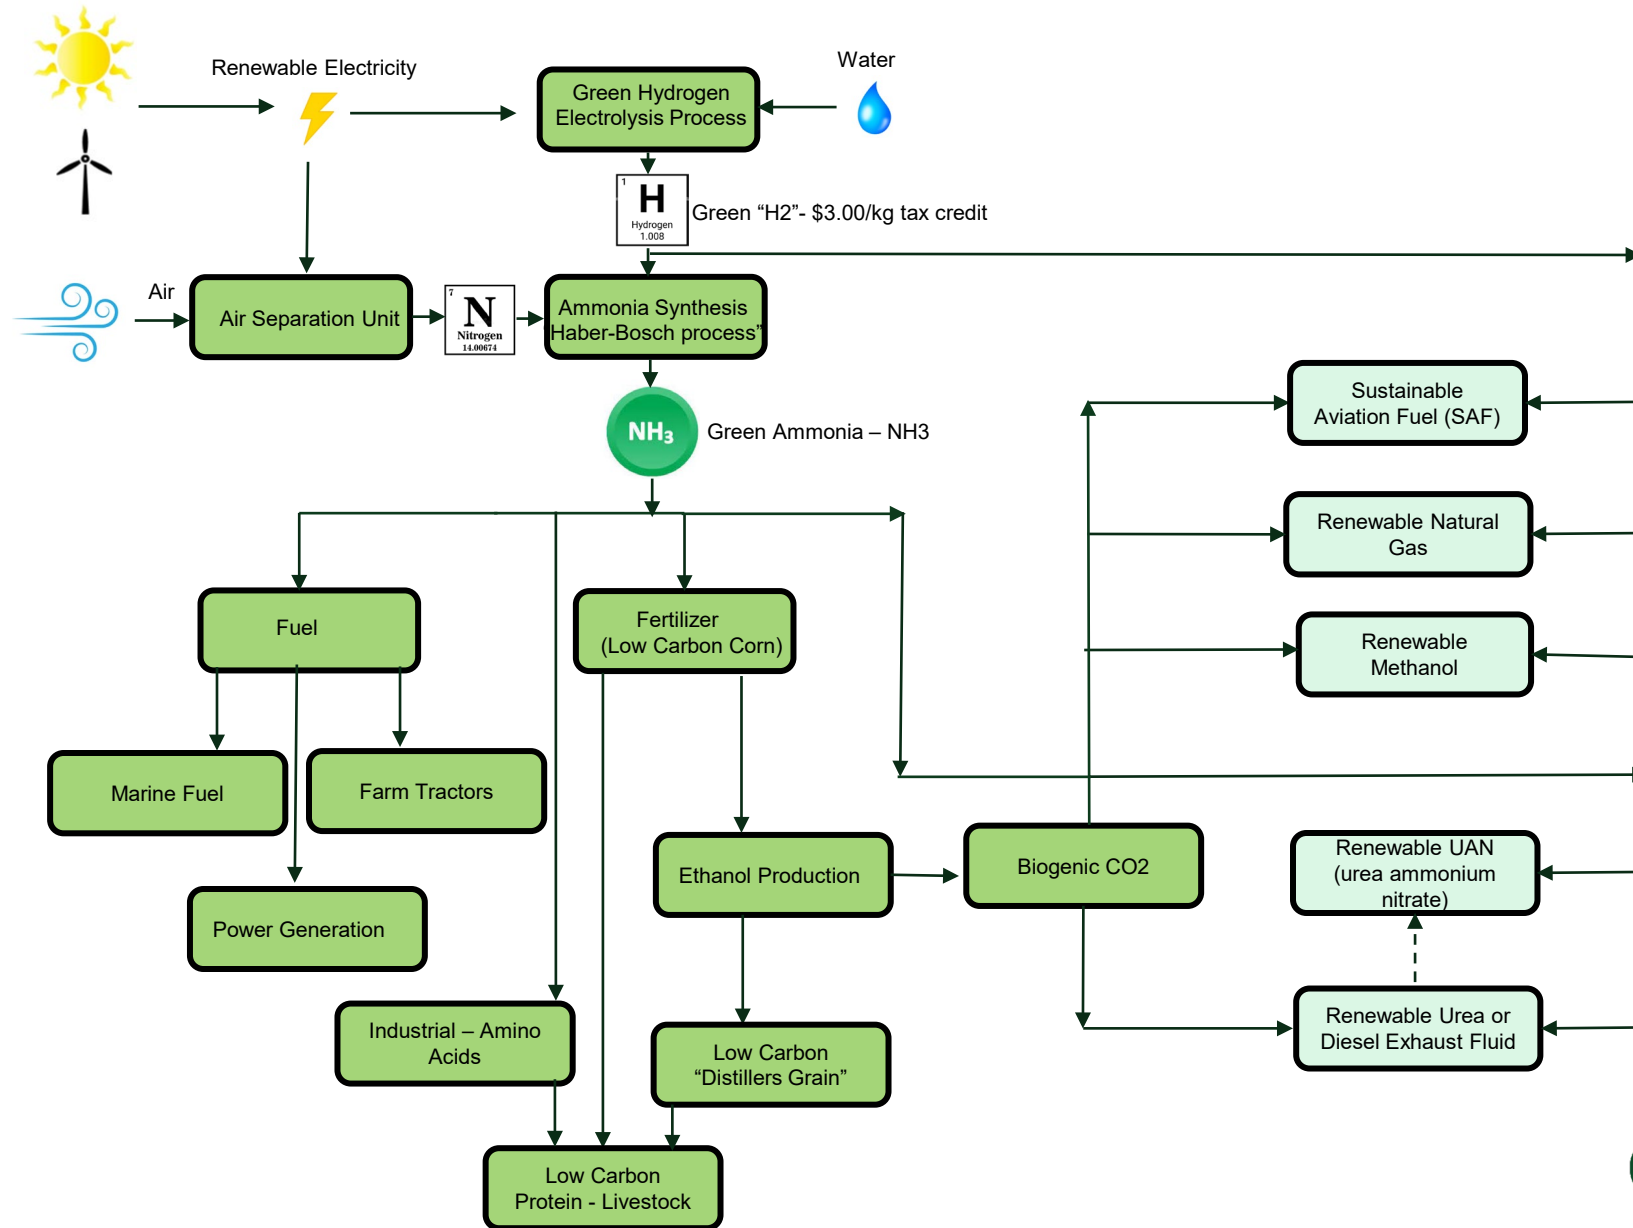 Renewable Electricity
Water
Green Hydrogen
Electrolysis Process
1
H
Hydrogen
1.008
Green “H2”- $3.00/kg tax credit
Air
Air Separation Unit
7
N
Nitrogen
14.00674
Ammonia Synthesis
Haber-Bosch process”
NH₃
Green Ammonia – NH3
Sustainable
Aviation Fuel (SAF)
Renewable Natural
Gas
Renewable
Methanol
Fuel
Fertilizer
(Low Carbon Corn)
Marine Fuel
Farm Tractors
Power Generation
Ethanol Production
Biogenic CO2
Renewable UAN
(urea ammonium
nitrate)
Industrial – Amino
Acids
Low Carbon
“Distillers Grain”
Renewable Urea or
Diesel Exhaust Fluid
Low Carbon
Protein - Livestock